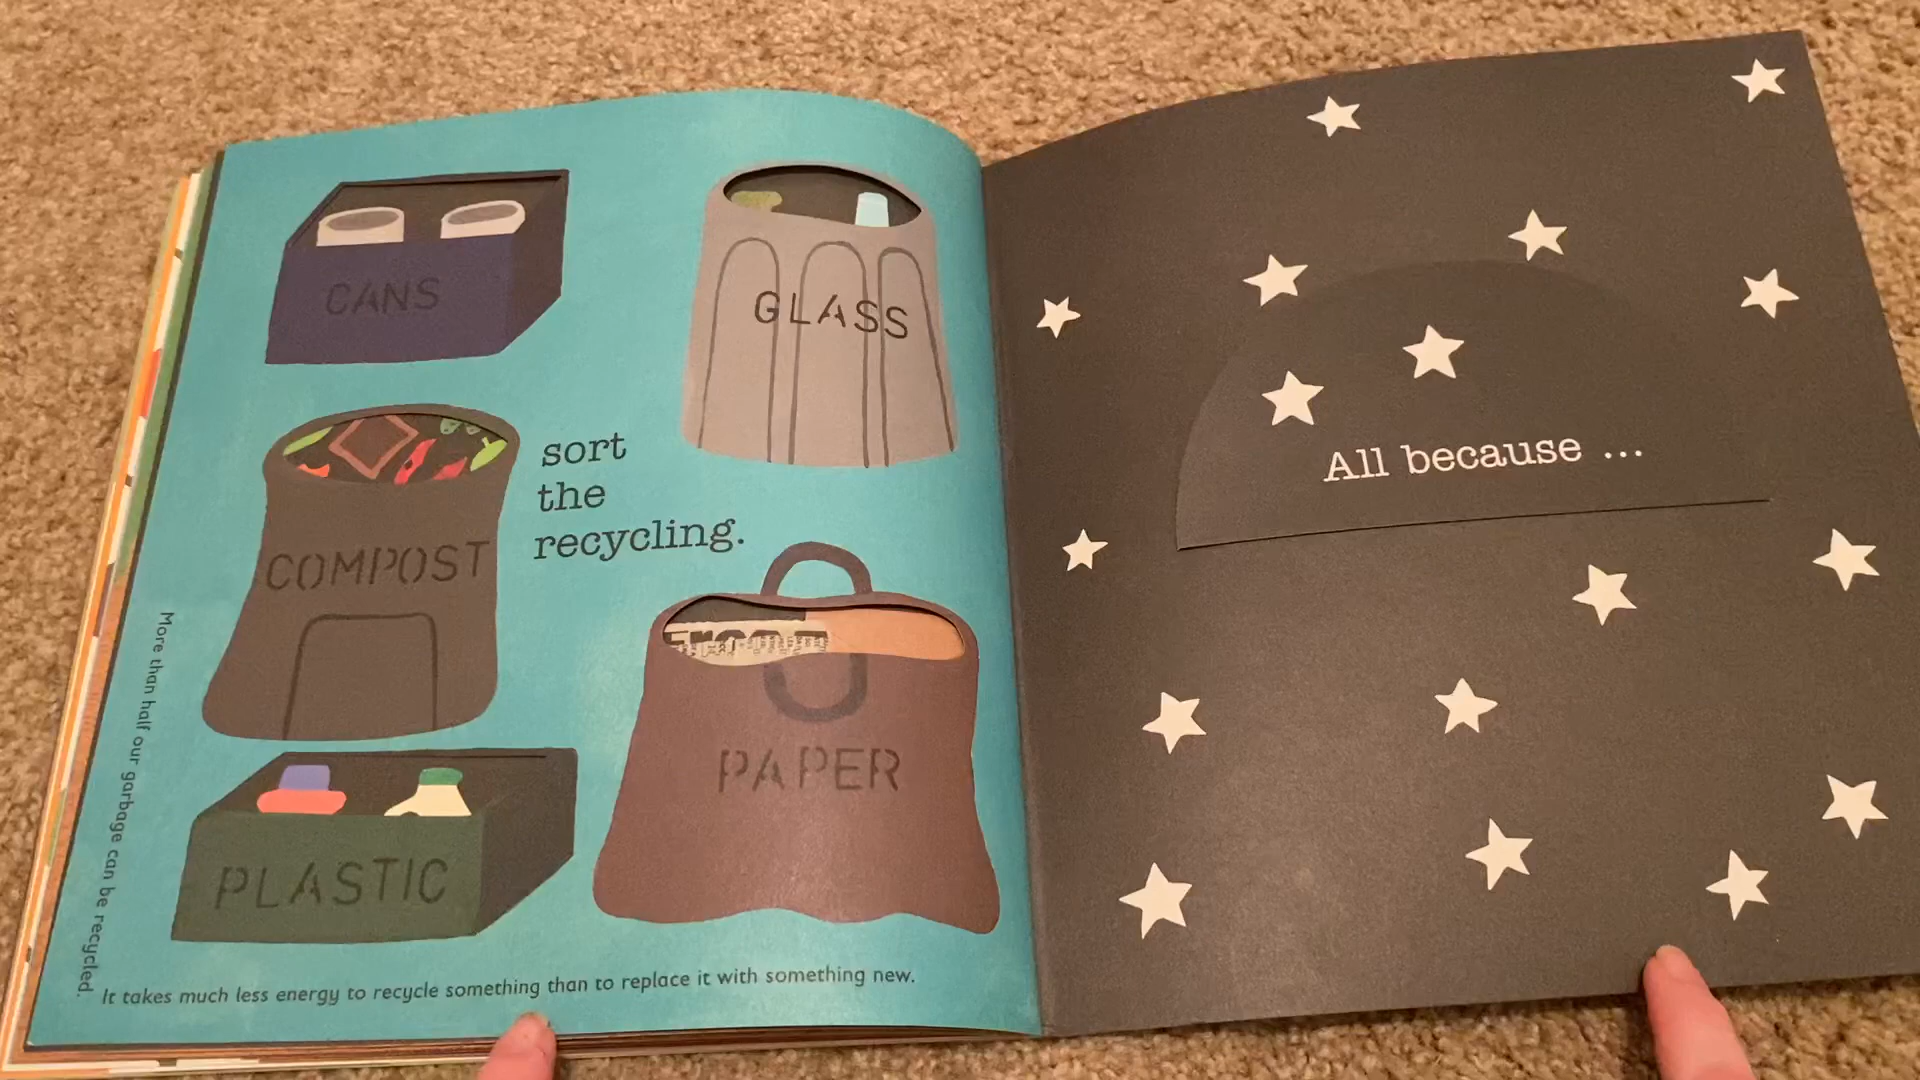 CANS
GLASS
sort
the
recycling.
COMPOST
PAPER
PLASTIC
More than half our garbage can be recycled.
It takes much less energy to recycle something than to replace it with something new.
All because ...